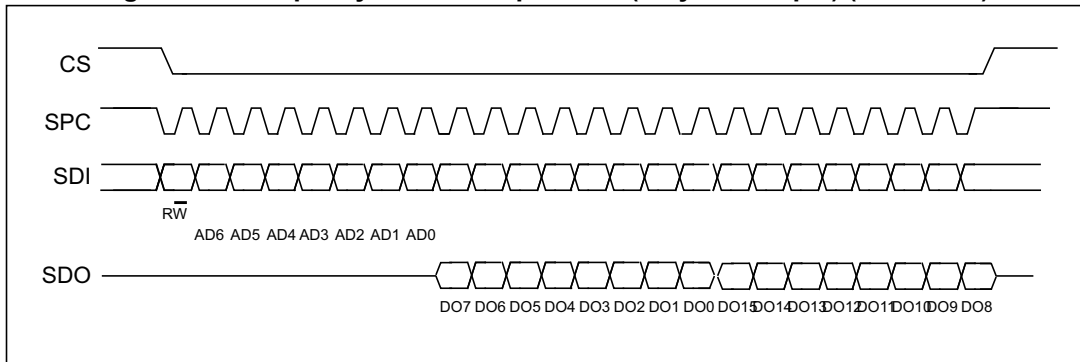 CS
SPC
SDI
RW
AD6 AD5 AD4 AD3 AD2 AD1 AD0
SDO
DO7 DO6 DO5 DO4 DO3 DO2 DO1 DO0 DO15 DO14 DO13 DO12 DO11 DO10 DO9 DO8